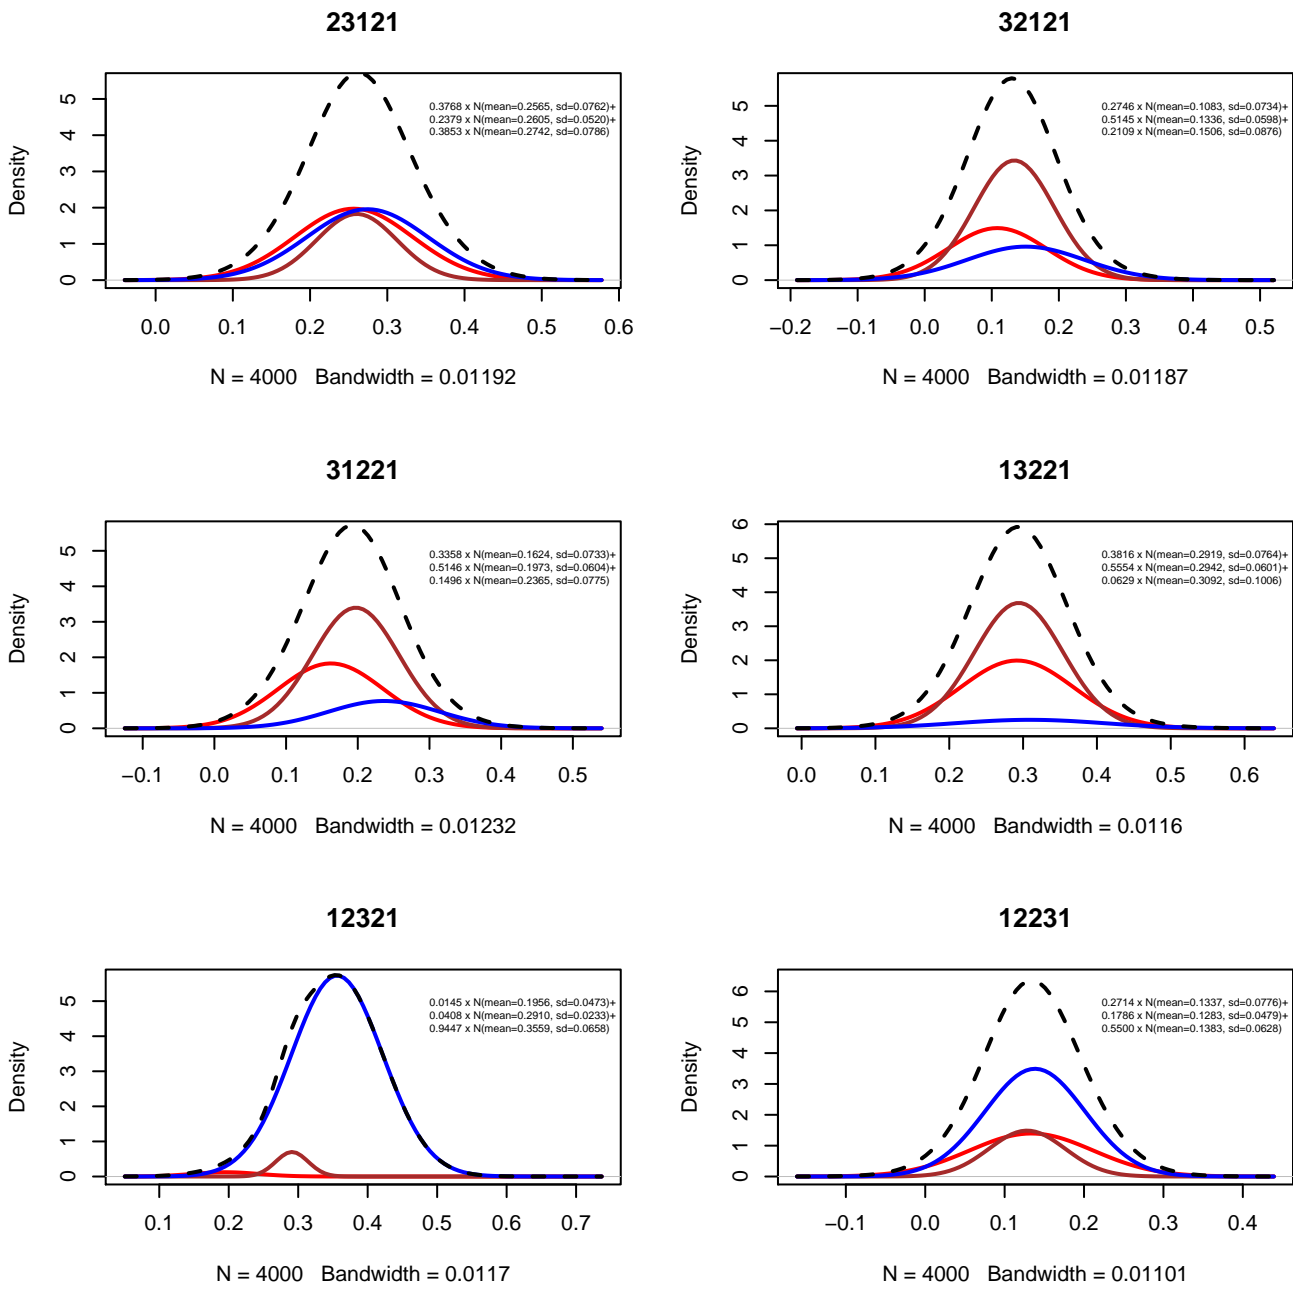 23121
Density
0 1 2 3 4 5
0.3768 x N(mean=0.2565, sd=0.0762)+
0.2379 x N(mean=0.2605, sd=0.0520)+
0.3853 x N(mean=0.2742, sd=0.0786)
0.0 0.1 0.2 0.3 0.4 0.5 0.6
N = 4000 Bandwidth = 0.01192
32121
Density
0 1 2 3 4 5
0.2746 x N(mean=0.1083, sd=0.0734)+
0.5145 x N(mean=0.1336, sd=0.0598)+
0.2109 x N(mean=0.1506, sd=0.0876)
−0.2 −0.1 0.0 0.1 0.2 0.3 0.4 0.5
N = 4000 Bandwidth = 0.01187
31221
Density
0 1 2 3 4 5
0.3358 x N(mean=0.1624, sd=0.0733)+
0.5146 x N(mean=0.1973, sd=0.0604)+
0.1496 x N(mean=0.2365, sd=0.0775)
−0.1 0.0 0.1 0.2 0.3 0.4 0.5
N = 4000 Bandwidth = 0.01232
13221
Density
0 1 2 3 4 5 6
0.3816 x N(mean=0.2919, sd=0.0764)+
0.5554 x N(mean=0.2942, sd=0.0601)+
0.0629 x N(mean=0.3092, sd=0.1006)
0.0 0.1 0.2 0.3 0.4 0.5 0.6
N = 4000 Bandwidth = 0.0116
12321
Density
0 1 2 3 4 5
0.0145 x N(mean=0.1956, sd=0.0473)+
0.0408 x N(mean=0.2910, sd=0.0233)+
0.9447 x N(mean=0.3559, sd=0.0658)
0.1 0.2 0.3 0.4 0.5 0.6 0.7
N = 4000 Bandwidth = 0.0117
12231
Density
0 1 2 3 4 5 6
0.2714 x N(mean=0.1337, sd=0.0776)+
0.1786 x N(mean=0.1283, sd=0.0479)+
0.5500 x N(mean=0.1383, sd=0.0628)
−0.1 0.0 0.1 0.2 0.3 0.4
N = 4000 Bandwidth = 0.01101